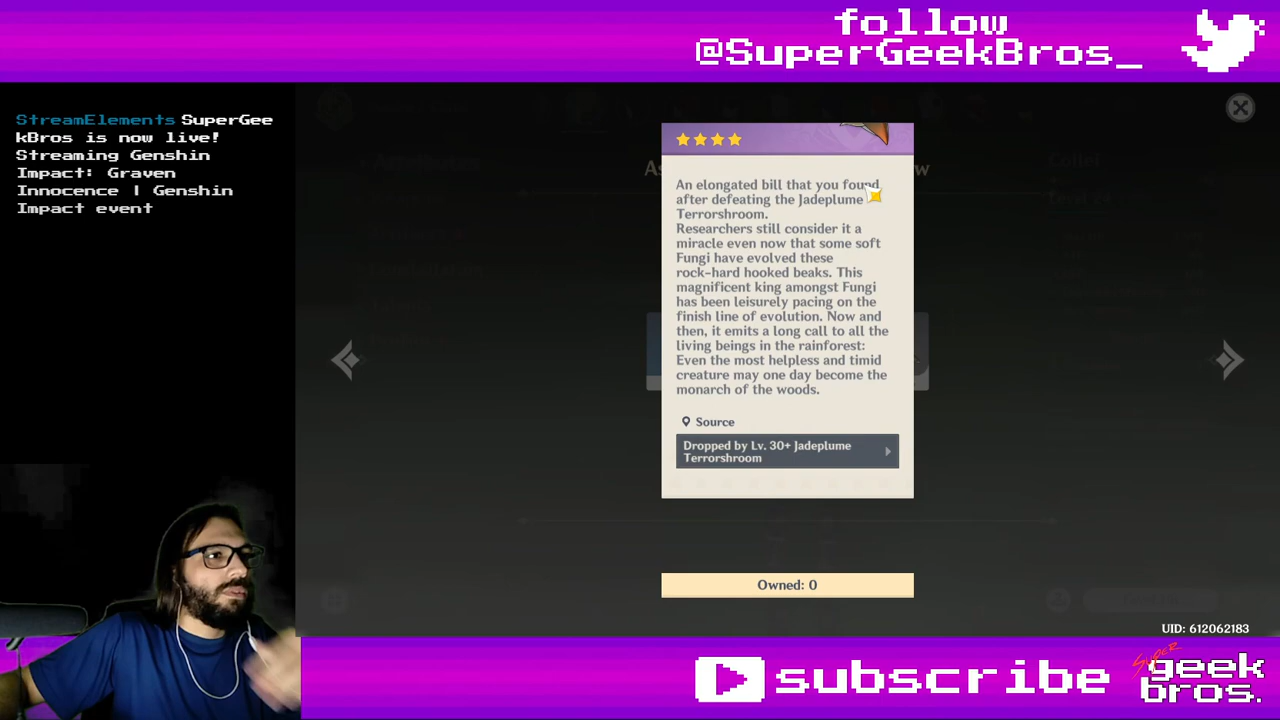 follow
@SuperGeekBros_
StreamElements SuperGee
kBros is now live!
Streaming Genshin
Impact: Graven
Innocence | Genshin
Impact event
An elongated bill that you found
after defeating the Jadeplume
Terrorshroom.
Researchers still consider it a
miracle even now that some soft
Fungi have evolved these
rock-hard hooked beaks. This
magnificent king amongst Fungi
has been leisurely pacing on the
finish line of evolution. Now and
then, it emits a long call to all the
living beings in the rainforest:
Even the most helpless and timid
creature may one day become the
monarch of the woods.
Source
Dropped by Lv. 30+ Jadeplume
Terrorshroom
Owned: 0
UID: 612062183
subscribe
super
geek
bros.